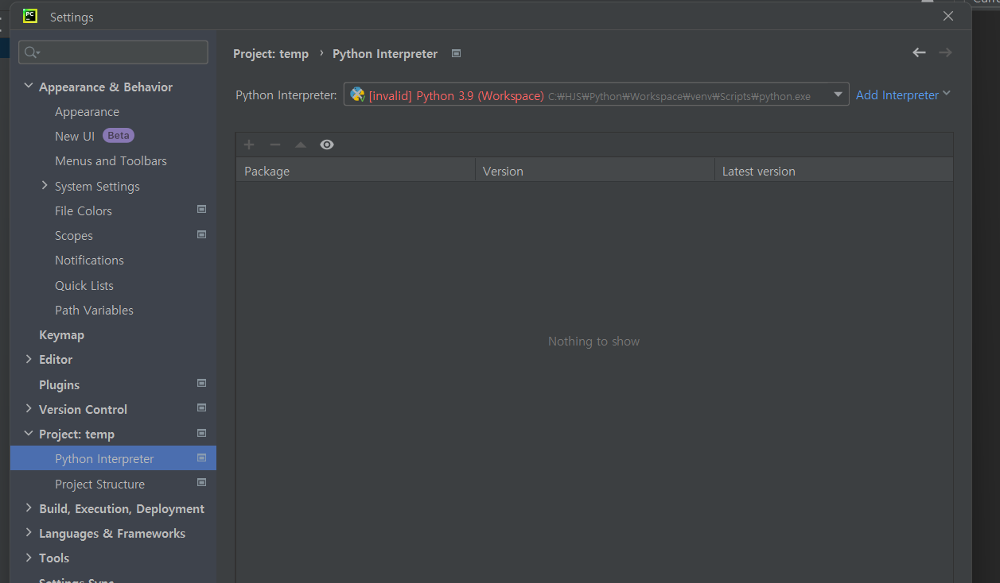 PC
Settings
Appearance & Behavior
Appearance
New UI Beta
Menus and Toolbars
System Settings
File Colors
Scopes
Notifications
Quick Lists
Path Variables
Keymap
Editor
Plugins
Version Control
Project: temp
Python Interpreter
Project Structure
Build, Execution, Deployment
Languages & Frameworks
Tools
Settings Sync
Project: temp › Python Interpreter
Python Interpreter: [invalid] Python 3.9 (Workspace) C:₩HJS₩Python₩Workspace₩venv₩Scripts₩python.exe Add Interpreter
Package Version Latest version
Nothing to show